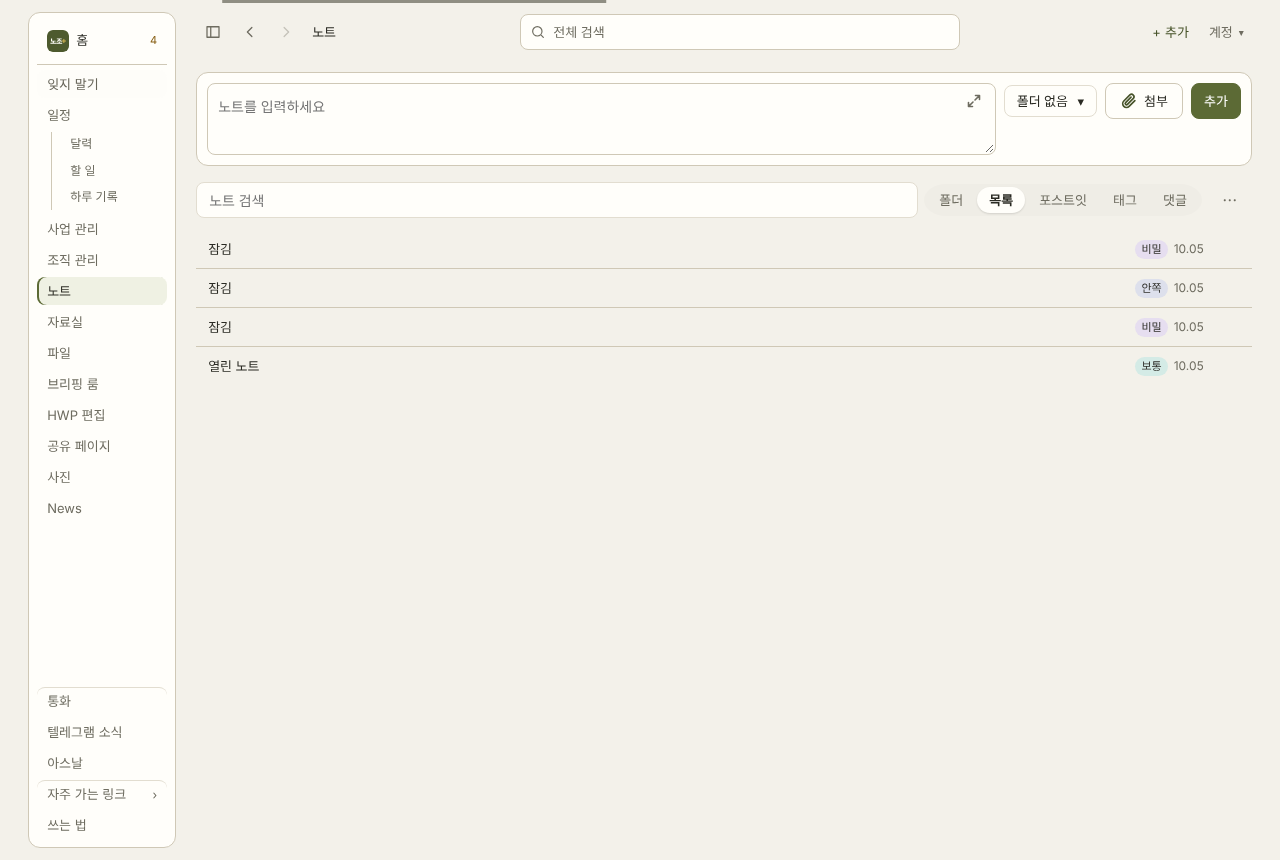 노조+ 홈 4
잊지 말기
일정
달력
할 일
하루 기록
사업 관리
조직 관리
노트
자료실
파일
브리핑 룸
HWP 편집
공유 페이지
사진
News
통화
텔레그램 소식
아스날
자주 가는 링크 ›
쓰는 법
노트
전체 검색
+ 추가 계정 ▾
노트를 입력하세요
폴더 없음 ▾
첨부
추가
노트 검색
폴더 목록 포스트잇 태그 댓글 ⋯
잠김 비밀 10.05
잠김 안쪽 10.05
잠김 비밀 10.05
열린 노트 보통 10.05